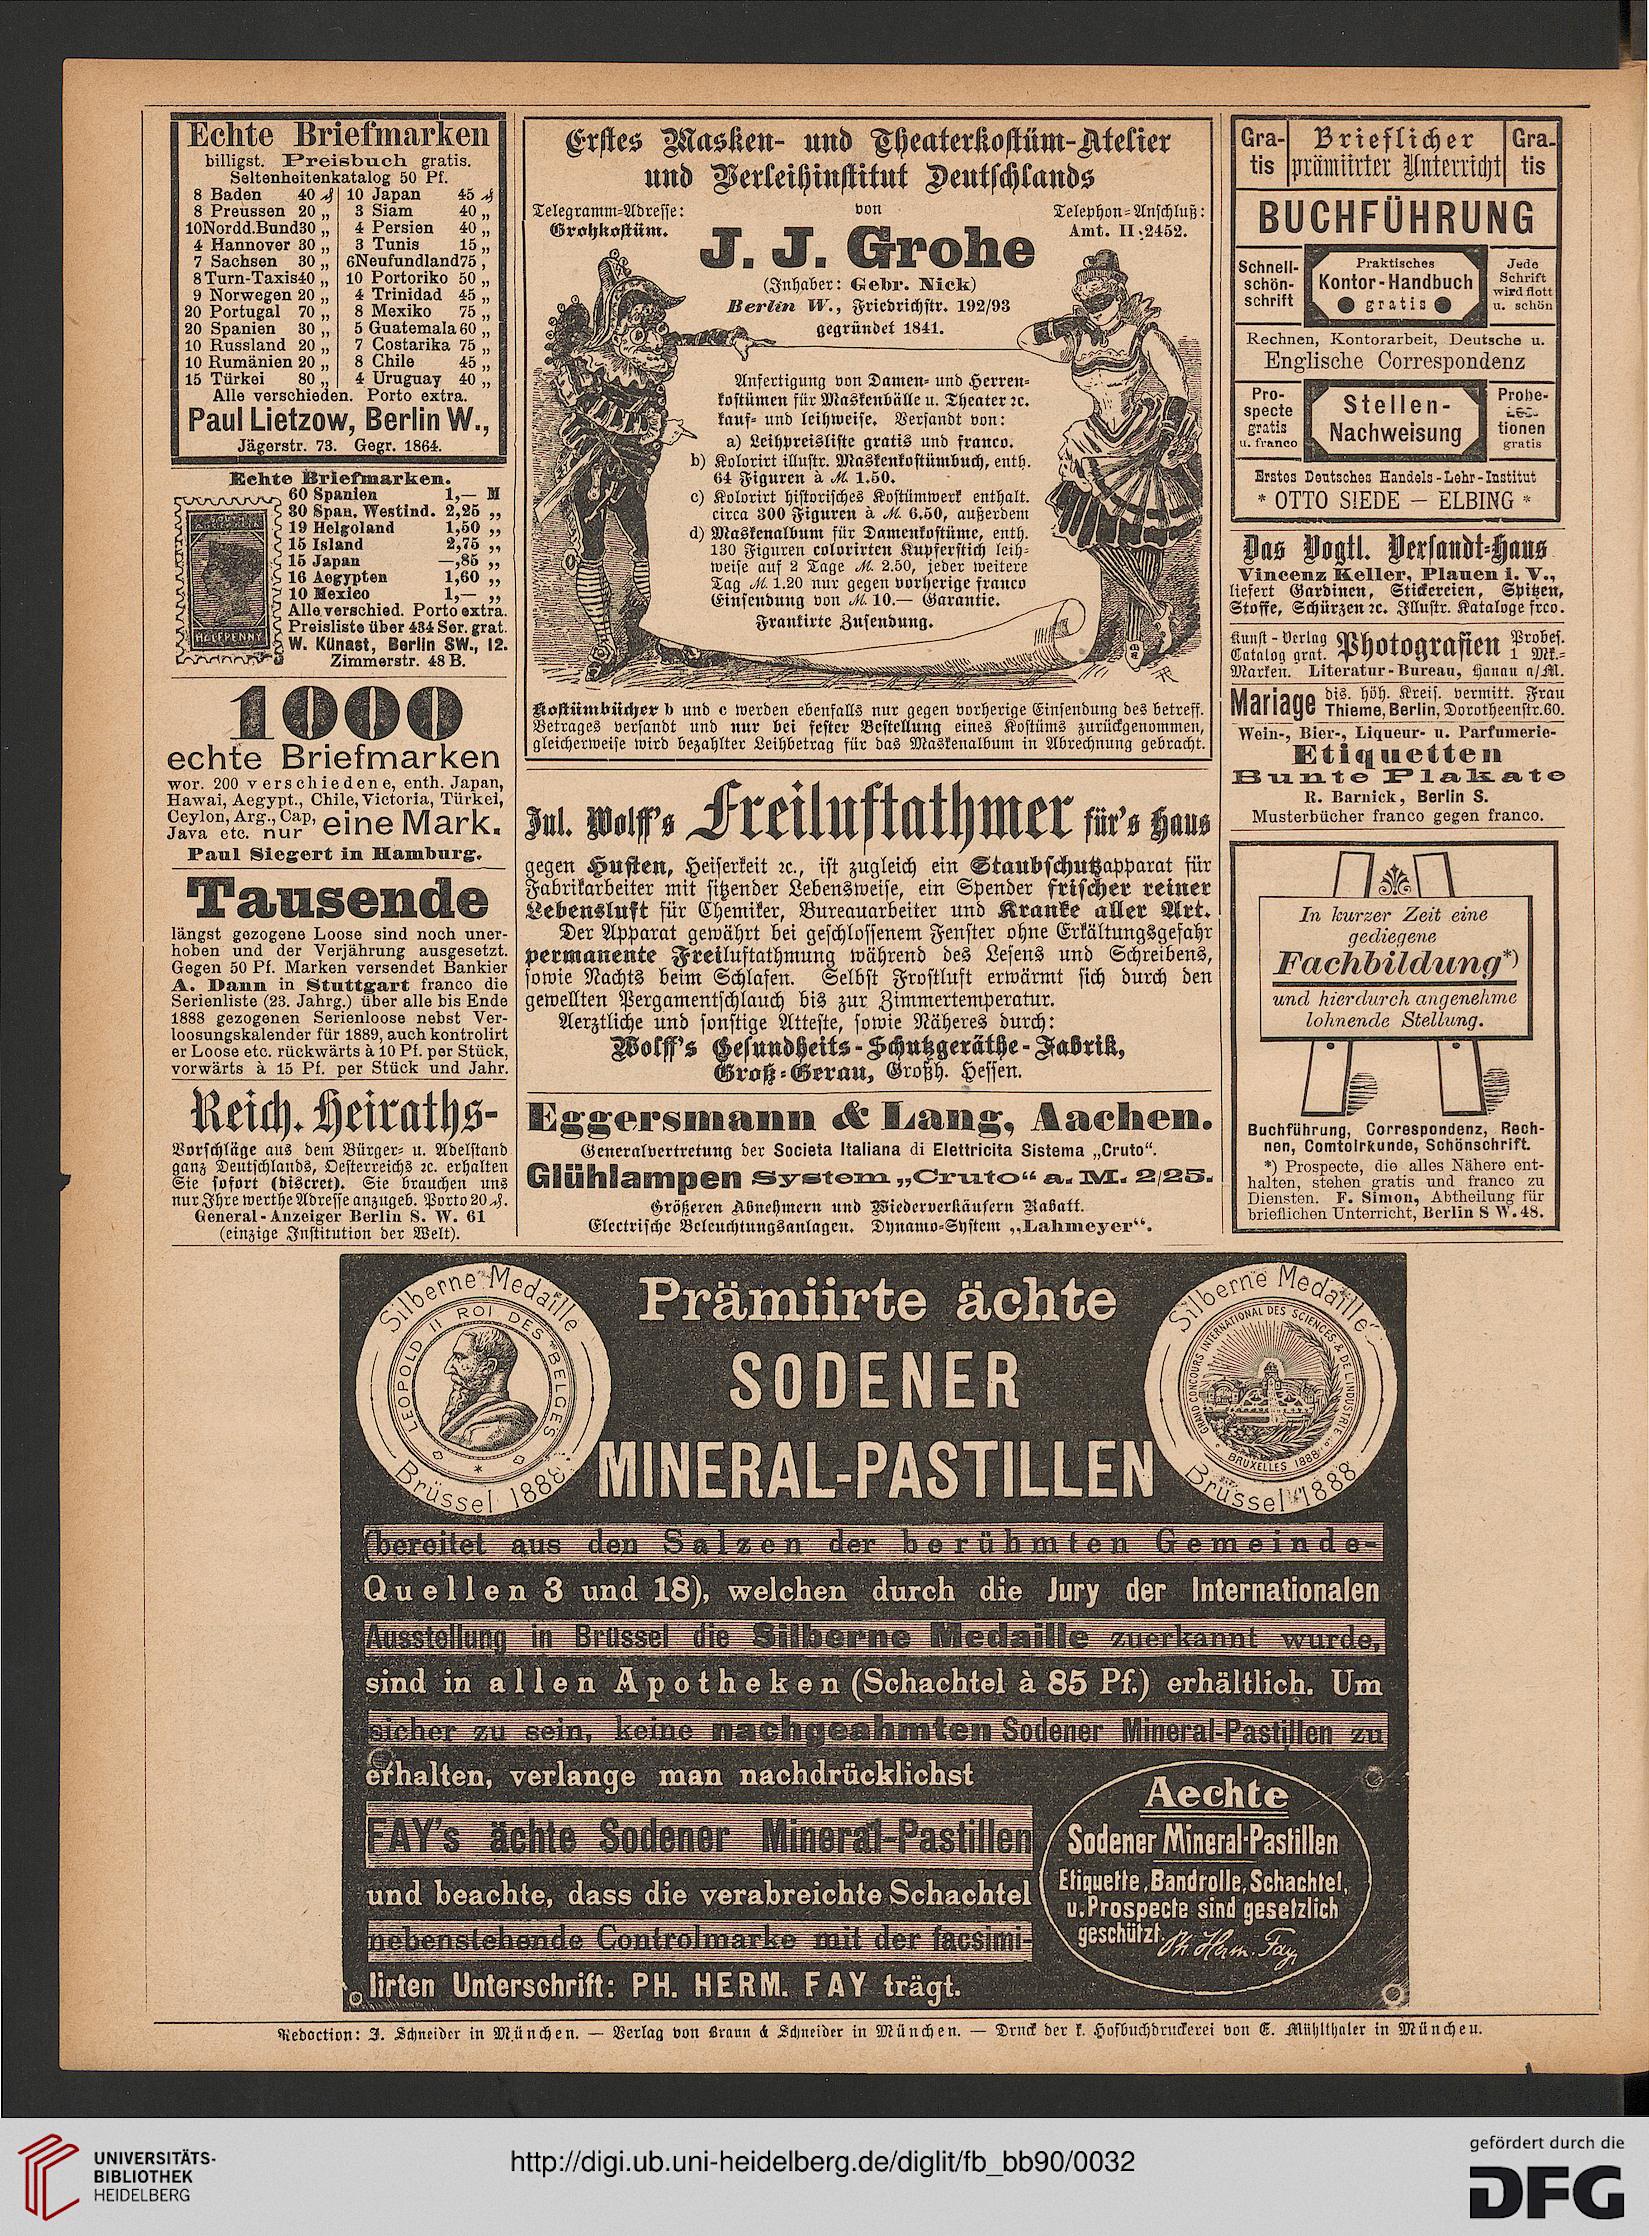 Echte Briefmarken
billigst. Preisbuch gratis.
Seltenheitenkatalog 50 Pf.
8 Baden 40 ₰ 10 Japan 45 ₰
8 Preussen 20 „ 3 Siam 40 „
10Nordd.Bund30 „ 4 Persien 40 „
4 Hannover 30 „ 3 Tunis 15 „
7 Sachsen 30 „ 6Neufundland75 „
8Turn-Taxis40 „ 10 Portoriko 50 „
9 Norwegen 20 „ 4 Trinidad 45 „
20 Portugal 70 „ 8 Mexiko 75 „
20 Spanien 30 „ 5 Guatemala 60 „
10 Russland 20 „ 7 Costarika 75 „
10 Rumänien 20 „ 8 Chile 45 „
15 Türkei 80 „ 4 Uruguay 40 „
Alle verschieden. Porto extra.
Paul Lietzow, Berlin W.,
Jägerstr. 73. Gegr. 1864.
Echte Briefmarken.
60 Spanien 1,— M
30 Span. Westind. 2,25 „
19 Helgoland 1,50 „
15 Island 2,75 „
15 Japan —,85 „
16 Aegypten 1,60 „
10 Mexico 1,— „
Alle verschied. Porto extra.
Preisliste über 434 Ser. grat.
W. Künast, Berlin SW., 12.
Zimmerstr. 48 B.
HALFPENNY
1000
echte Briefmarken
wor. 200 verschiedene, enth. Japan,
Hawai, Aegypt., Chile, Victoria, Türkei,
Ceylon, Arg., Cap,
Java etc. nur eine Mark.
Paul Siegert in Hamburg.
Tausende
längst gezogene Loose sind noch uner-
hoben und der Verjährung ausgesetzt.
Gegen 50 Pf. Marken versendet Bankier
A. Dann in Stuttgart franco die
Serienliste (23. Jahrg.) über alle bis Ende
1888 gezogenen Serienloose nebst Ver-
loosungskalender für 1889, auch kontrolirt
er Loose etc. rückwärts à 10 Pf. per Stück,
vorwärts à 15 Pf. per Stück und Jahr.
Reich. Heiraths-
Vorschläge aus dem Bürger- u. Adelstand
ganz Deutschlands, Oesterreichs ꝛc. erhalten
Sie sofort (discret). Sie brauchen uns
nur Ihre werthe Adresse anzugeb. Porto 20 ₰.
General-Anzeiger Berlin S. W. 61
(einzige Institution der Welt).
Erstes Masken- und Theaterkostüm-Atelier
und Verleihinstitut Deutschlands
Telegramm-Adresse: von Telephon-Anschluß:
Grohkostüm. Amt. II 2452.
J. J. Grohe
(Inhaber: Gebr. Nick)
Berlin W., Friedrichstr. 192/93
gegründet 1841.
Anfertigung von Damen- und Herren-
kostümen für Maskenbälle u. Theater ꝛc.
kauf- und leihweise. Versandt von:
a) Leihpreisliste gratis und franco.
b) Kolorirt illustr. Maskenkostümbuch, enth.
64 Figuren à M. 1.50.
c) Kolorirt historisches Kostümwerk enthalt.
circa 300 Figuren à M. 6.50, außerdem
d) Maskenalbum für Damenkostüme, enth.
130 Figuren colorirten Kupferstich leih-
weise auf 2 Tage M. 2.50, jeder weitere
Tag M. 1.20 nur gegen vorherige franco
Einsendung von M. 10.— Garantie.
Frankirte Zusendung.
Kostümbücher b und c werden ebenfalls nur gegen vorherige Einsendung des betreff.
Betrages versandt und nur bei fester Bestellung eines Kostüms zurückgenommen,
gleicherweise wird bezahlter Leihbetrag für das Maskenalbum in Abrechnung gebracht.
Jul. Wolff's Freiluftathmer für's Haus
gegen Husten, Heiserkeit ꝛc., ist zugleich ein Staubschutzapparat für
Fabrikarbeiter mit sitzender Lebensweise, ein Spender frischer reiner
Lebensluft für Chemiker, Bureauarbeiter und Kranke aller Art.
Der Apparat gewährt bei geschlossenem Fenster ohne Erkältungsgefahr
permanente Freiluftathmung während des Lesens und Schreibens,
sowie Nachts beim Schlafen. Selbst Frostluft erwärmt sich durch den
gewellten Pergamentschlauch bis zur Zimmertemperatur.
Aerztliche und sonstige Atteste, sowie Näheres durch:
Wolff's Gesundheits-Schutzgeräthe-Fabrik,
Groß-Gerau, Großh. Hessen.
Eggersmann & Lang, Aachen.
Generalvertretung der Societa Italiana di Elettricita Sistema „Cruto“.
Glühlampen System „Cruto“ a. M. 2/25.
Größeren Abnehmern und Wiederverkäufern Rabatt.
Electrische Beleuchtungsanlagen. Dynamo-System „Lahmeyer“.
Gra- Brieflicher Gra-
tis prämiirter Unterricht tis
BUCHFÜHRUNG
Schnell-
schön-
schrift
Praktisches
Kontor-Handbuch
gratis
Jede
Schrift
wird flott
u. schön
Rechnen, Kontorarbeit, Deutsche u.
Englische Correspondenz
Pro-
specte
gratis
u. franco
Stellen-
Nachweisung
Probe-
Lec-
tionen
gratis
Erstes Deutsches Handels-Lehr-Institut
* OTTO SIEDE — ELBING *
Das Vogtl. Versandt-Haus
Vincenz Keller, Plauen i. V.,
liefert Gardinen, Stickereien, Spitzen,
Stoffe, Schürzen ꝛc. Illustr. Kataloge frco.
Kunst-Verlag Photografien Probes.
Catalog grat. 1 Mk.-
Marken. Literatur-Bureau, Hanau a/M.
Mariage dis. höh. Kreis. vermitt. Frau
Thieme, Berlin, Dorotheenstr. 60.
Wein-, Bier-, Liqueur- u. Parfumerie-
Etiquetten
Bunte Plakate
R. Barnick, Berlin S.
Musterbücher franco gegen franco.
In kurzer Zeit eine
gediegene
Fachbildung*)
und hierdurch angenehme
lohnende Stellung.
Buchführung, Correspondenz, Rech-
nen, Comtoirkunde, Schönschrift.
*) Prospecte, die alles Nähere ent-
halten, stehen gratis und franco zu
Diensten. F. Simon, Abtheilung für
brieflichen Unterricht, Berlin S W. 48.
Silberne Medaille
LEOPOLD II ROI DES BELGES
Brüssel 1888
Prämiirte ächte
SODENER
MINERAL-PASTILLEN
Silberne Medaille
GRAND CONCOURS INTERNATIONAL DES SCIENCES & DE L'INDUSTRIE
BRUXELLES 1888
Brüssel 1888
(bereitet aus den Salzen der berühmten Gemeinde-
Quellen 3 und 18), welchen durch die Jury der Internationalen
Ausstellung in Brüssel die Silberne Medaille zuerkannt wurde,
sind in allen Apotheken (Schachtel à 85 Pf.) erhältlich. Um
sicher zu sein, keine nachgeahmten Sodener Mineral-Pastillen zu
erhalten, verlange man nachdrücklichst
FAY's ächte Sodener Mineral-Pastillen
und beachte, dass die verabreichte Schachtel
nebenstehende Controlmarke mit der facsimi-
lirten Unterschrift: PH. HERM. FAY trägt.
Aechte
Sodener Mineral-Pastillen
Etiquette, Bandrolle, Schachtel,
u. Prospecte sind gesetzlich
geschützt. Ph. Herm. Fay
Redaction: J. Schneider in München. — Verlag von Braun & Schneider in München. — Druck der k. Hofbuchdruckerei von E. Mühlthaler in München.
UNIVERSITÄTS-
BIBLIOTHEK
HEIDELBERG
http://digi.ub.uni-heidelberg.de/diglit/fb_bb90/0032
gefördert durch die
DFG